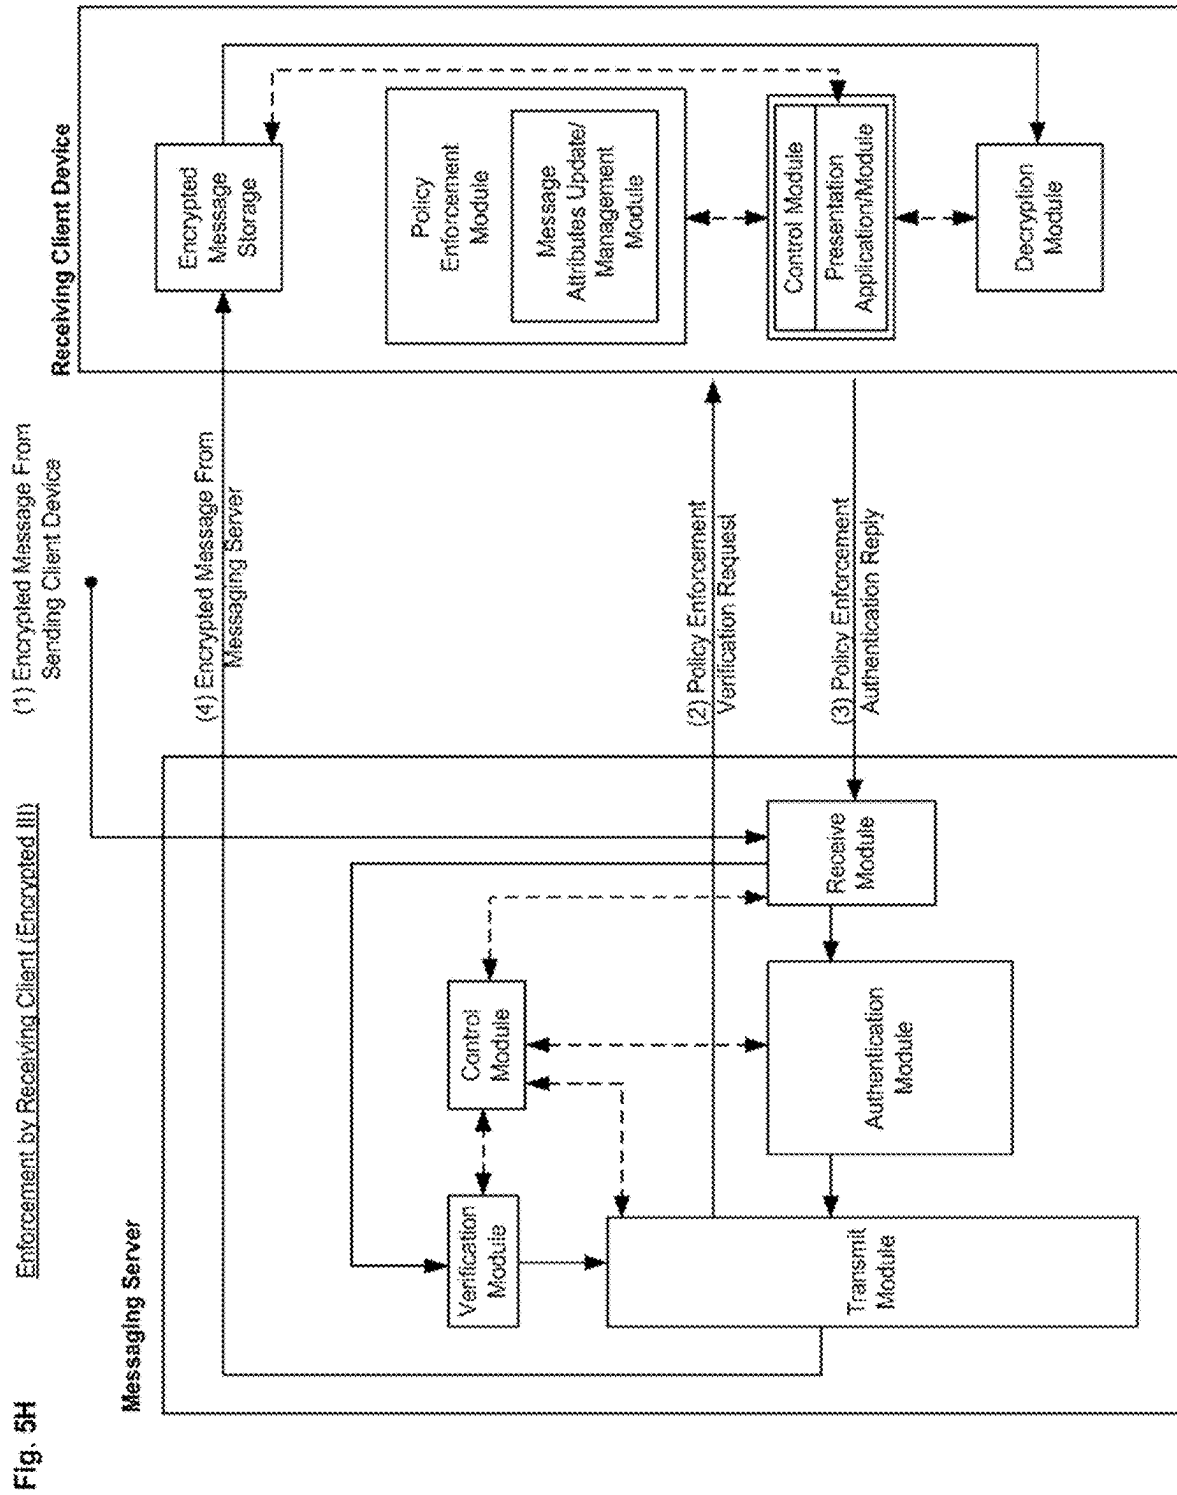 Fig. 5H
Enforcement by Receiving Client (Encrypted III)
(1) Encrypted Message From
Sending Client Device
Messaging Server
Receiving Client Device
(4) Encrypted Message From
Messaging Server
Encrypted
Message
Storage
Verification
Module
Control
Module
Policy
Enforcement
Module
Message
Attributes Update/
Management
Module
(2) Policy Enforcement
Verification Request
Transmit
Module
Authentication
Module
Receive
Module
(3) Policy Enforcement
Authentication Reply
Control Module
Presentation
Application/Module
Decryption
Module